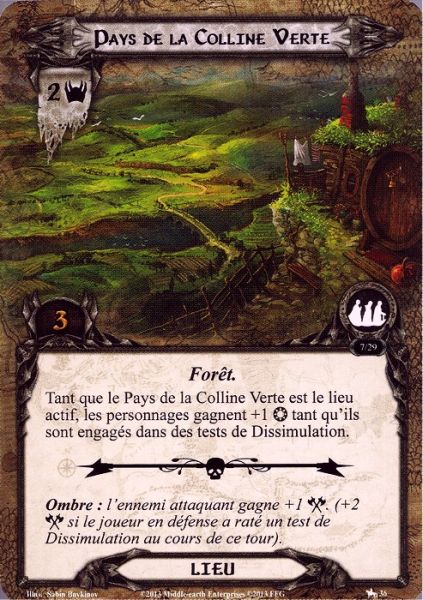 PAYS DE LA COLLINE VERTE
2
3
7/29
Forêt.
Tant que le Pays de la Colline Verte est le lieu
actif, les personnages gagnent +1 tant qu'ils
sont engagés dans des tests de Dissimulation.
Ombre : l'ennemi attaquant gagne +1 . (+2
si le joueur en défense a raté un test de
Dissimulation au cours de ce tour).
LIEU
Illus. Sabin Boykinov ©2013 Middle-earth Enterprises ©2013 FFG 36